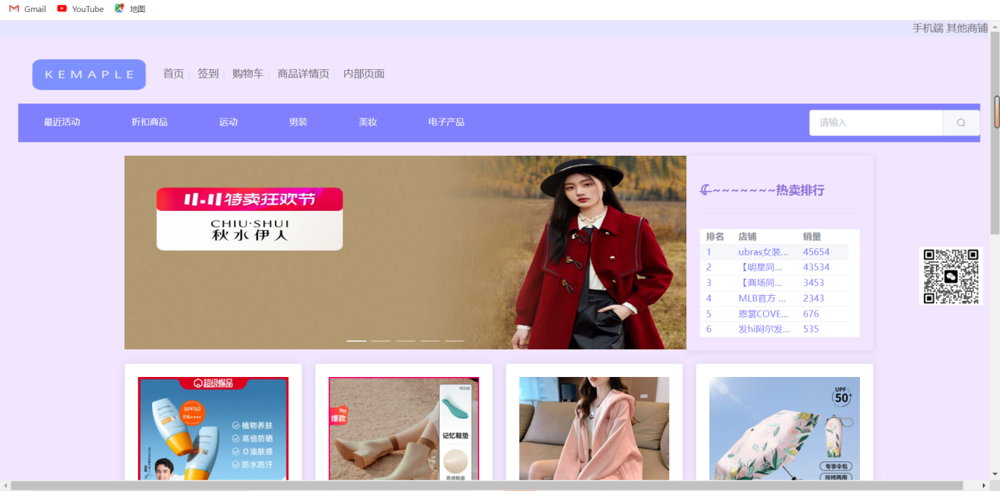 Gmail YouTube 地图
手机端 其他商铺
KEMAPLE 首页 签到 购物车 商品详情页 内部页面
最近活动 折扣商品 运动 男装 美妆 电子产品 请输入
11.11特卖狂欢节
CHIU·SHUI
秋水伊人
~~~~~~~热卖排行
排名 店铺 销量
1 ubras女装... 45654
2 【明星同... 43534
3 【商场同... 3453
4 MLB官方 ... 2343
5 恩裳COVE... 676
6 发hi阿尔发... 535
超级爆品
SPF50
PA++++
植物养肤
高倍防晒
0油肤感
防水防汗
爆款
记忆鞋垫
质感鞋面
UPF
50+
专享伞包
拎挎两用